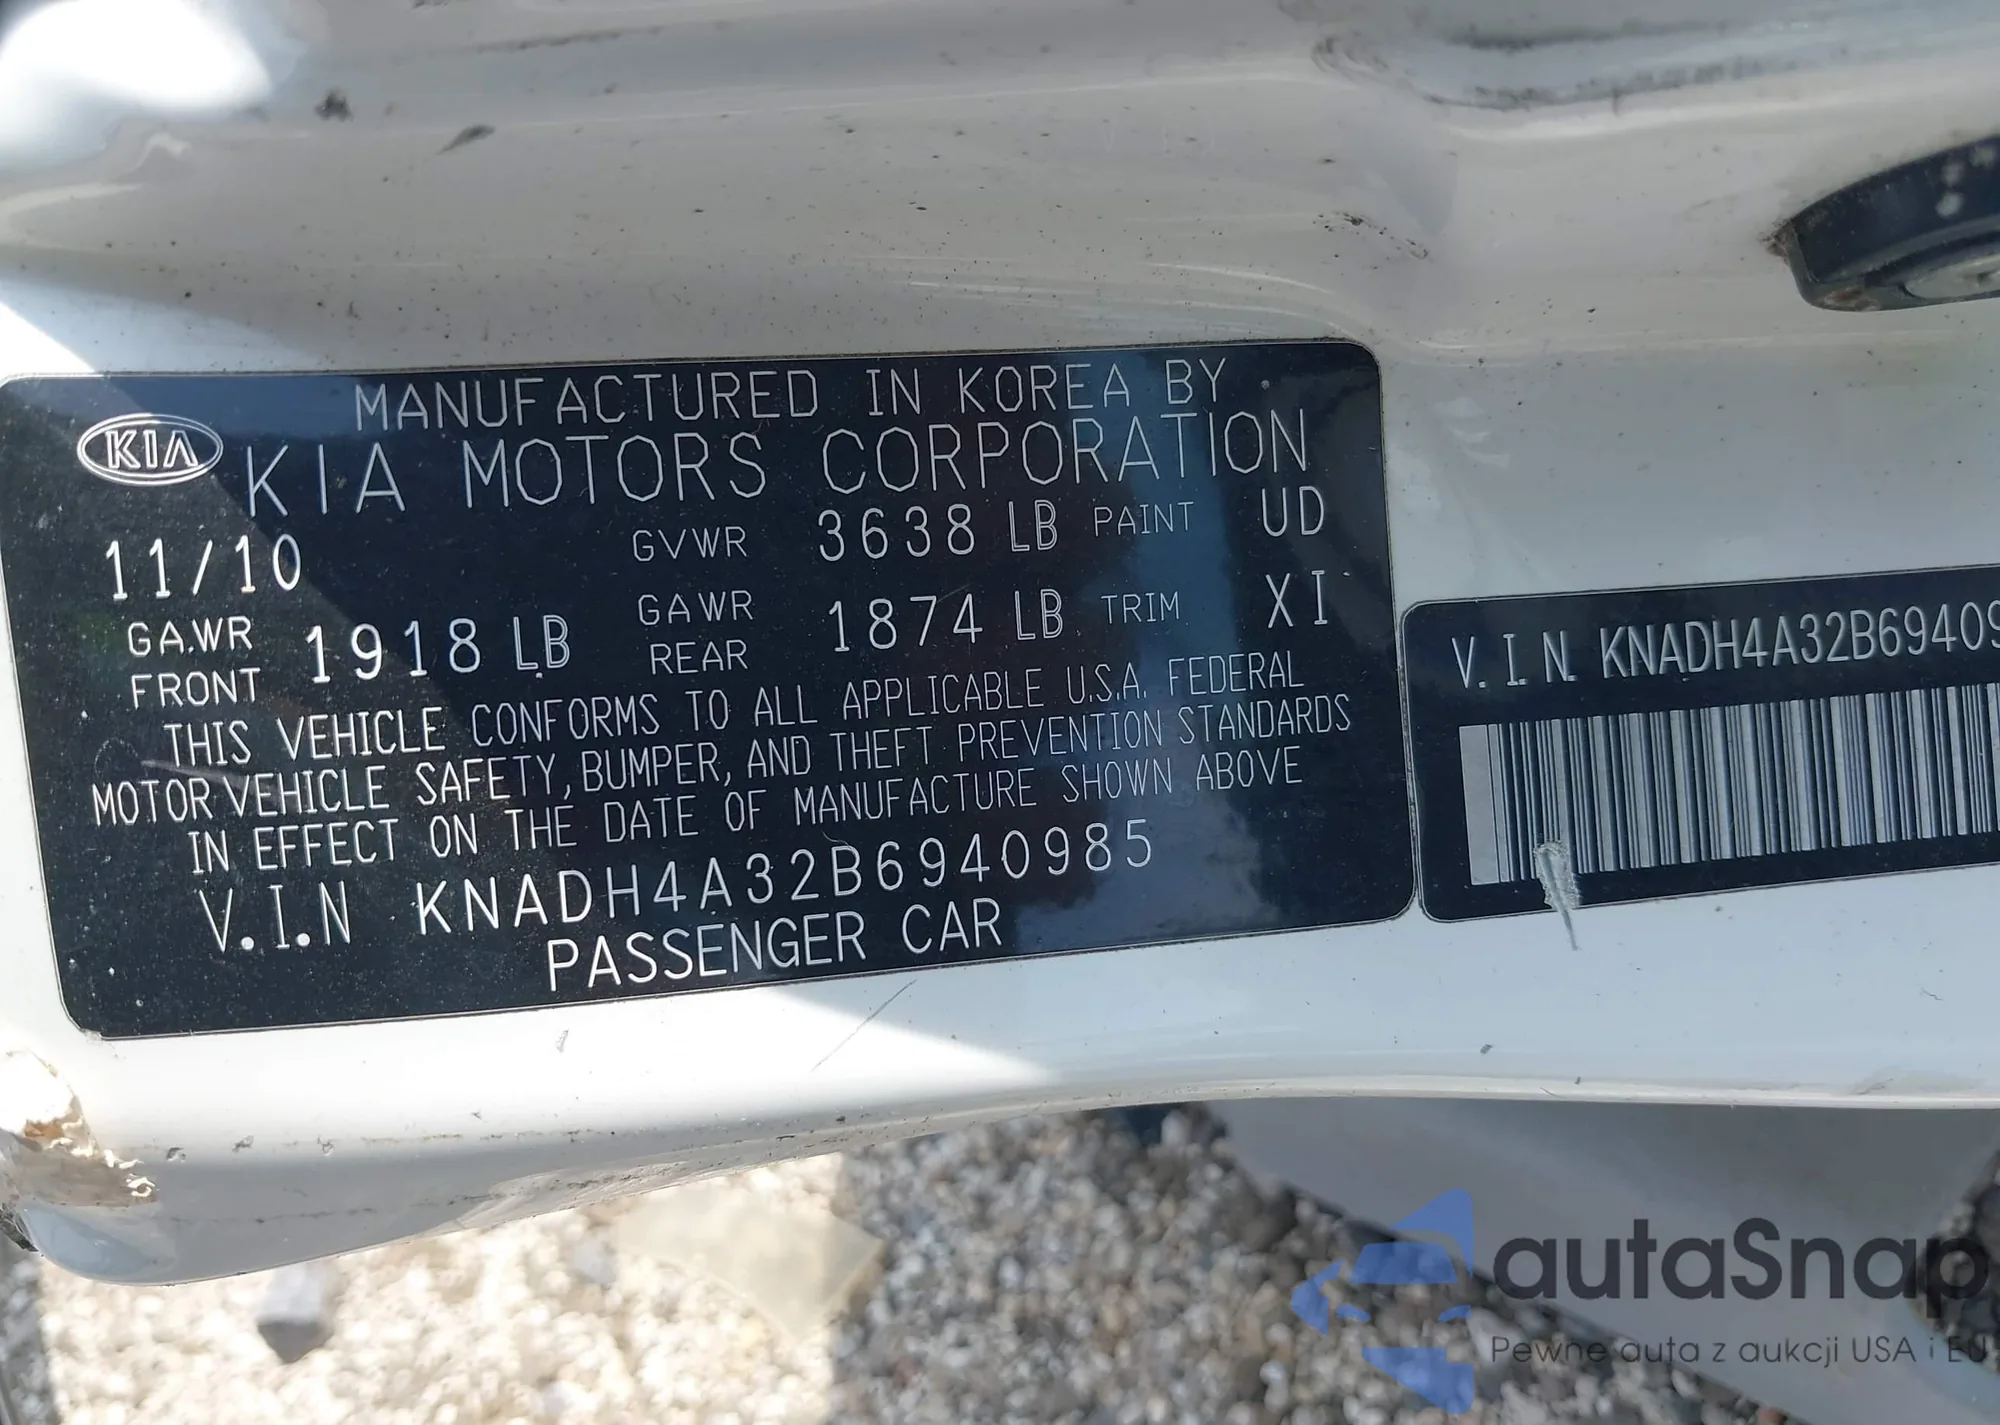 MANUFACTURED IN KOREA BY
KIA
KIA MOTORS CORPORATION
11/10 GVWR 3638 LB PAINT UD
GAWR FRONT 1918 LB GAWR REAR 1874 LB TRIM XI
THIS VEHICLE CONFORMS TO ALL APPLICABLE U.S.A. FEDERAL
MOTOR VEHICLE SAFETY, BUMPER, AND THEFT PREVENTION STANDARDS
IN EFFECT ON THE DATE OF MANUFACTURE SHOWN ABOVE
V.I.N KNADH4A32B6940985
PASSENGER CAR
V.I.N. KNADH4A32B69409
autaSnap
Pewne auta z aukcji USA i EU